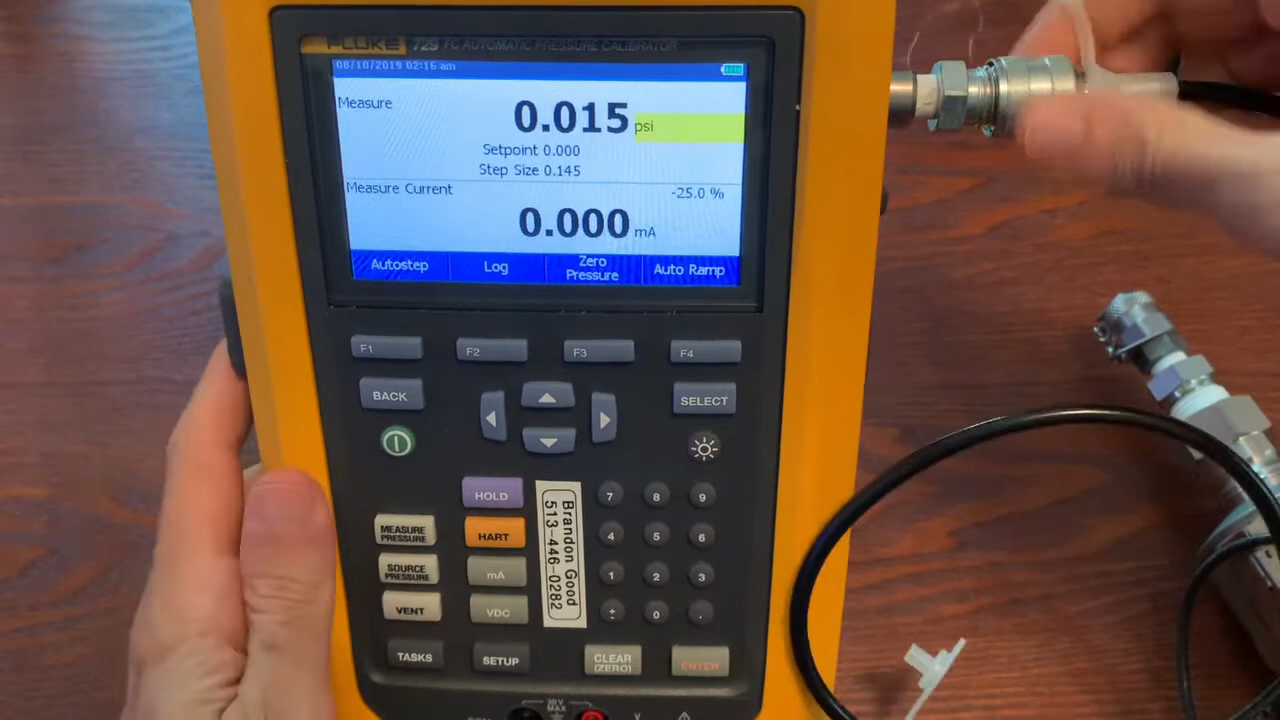 FLUKE 729 FC AUTOMATIC PRESSURE CALIBRATOR
08/10/2019 02:16 am
Measure
0.015 psi
Setpoint 0.000
Step Size 0.145
Measure Current
-25.0 %
0.000 mA
Autostep
Log
Zero
Pressure
Auto Ramp
F1
F2
F3
F4
BACK
SELECT
HOLD
7
8
9
MEASURE
PRESSURE
HART
4
5
6
SOURCE
PRESSURE
mA
1
2
3
VENT
VDC
±
0
.
Brandon Good
513-446-0282
TASKS
SETUP
CLEAR
(ZERO)
ENTER
30V
MAX
V